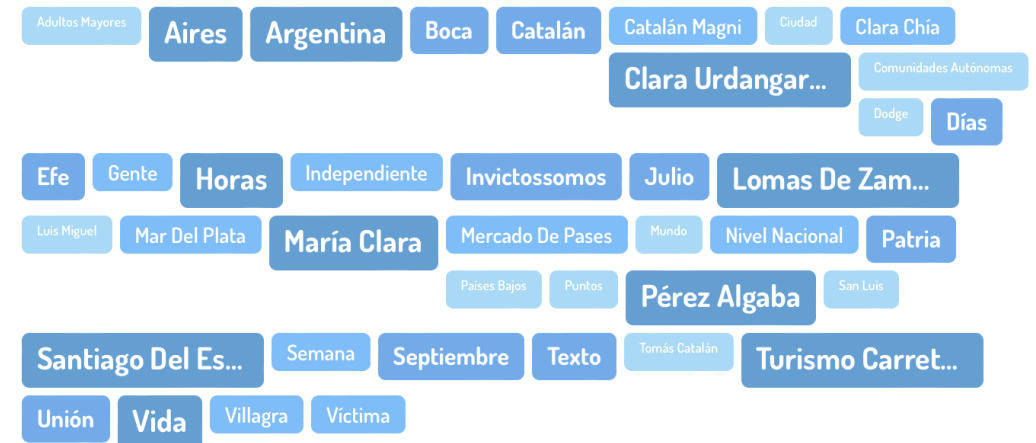 Adultos Mayores Aires Argentina Boca Catalán Catalán Magni Ciudad Clara Chía
Clara Urdangar... Comunidades Autónomas
Dodge Días
Efe Gente Horas Independiente Invictossomos Julio Lomas De Zam...
Luis Miguel Mar Del Plata María Clara Mercado De Pases Mundo Nivel Nacional Patria
Países Bajos Puntos Pérez Algaba San Luis
Santiago Del Es... Semana Septiembre Texto Tomás Catalán Turismo Carret...
Unión Vida Villagra Víctima